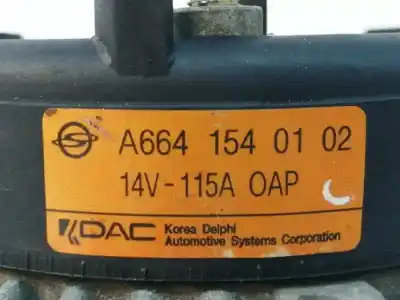 A664 154 01 02
14V-115A OAP
KDAC Korea Delphi
Automotive Systems Corporation